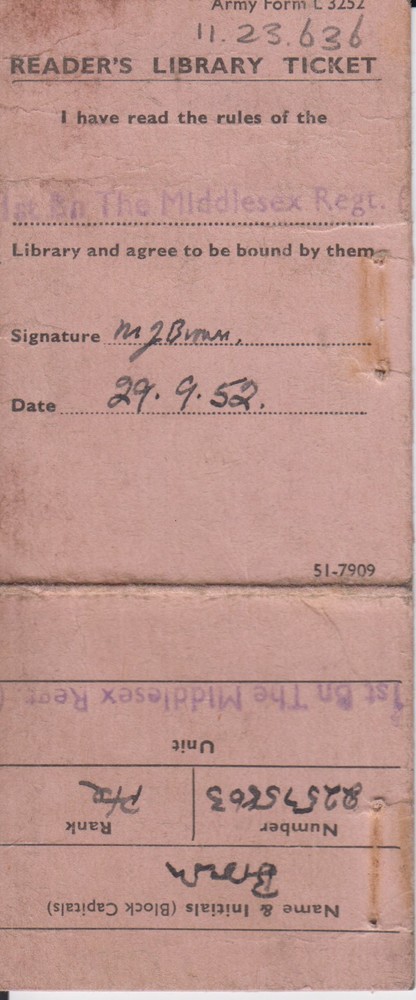 Army Form L 3252
11.23.636
READER'S LIBRARY TICKET
I have read the rules of the
1st Bn The Middlesex Regt. (
Library and agree to be bound by them
Signature M J Brown.
Date 29. 9. 52.
51-7909
Name & Initials (Block Capitals)
Brown
Number Rank
22575603 Pte
Unit
1st Bn The Middlesex Regt. (